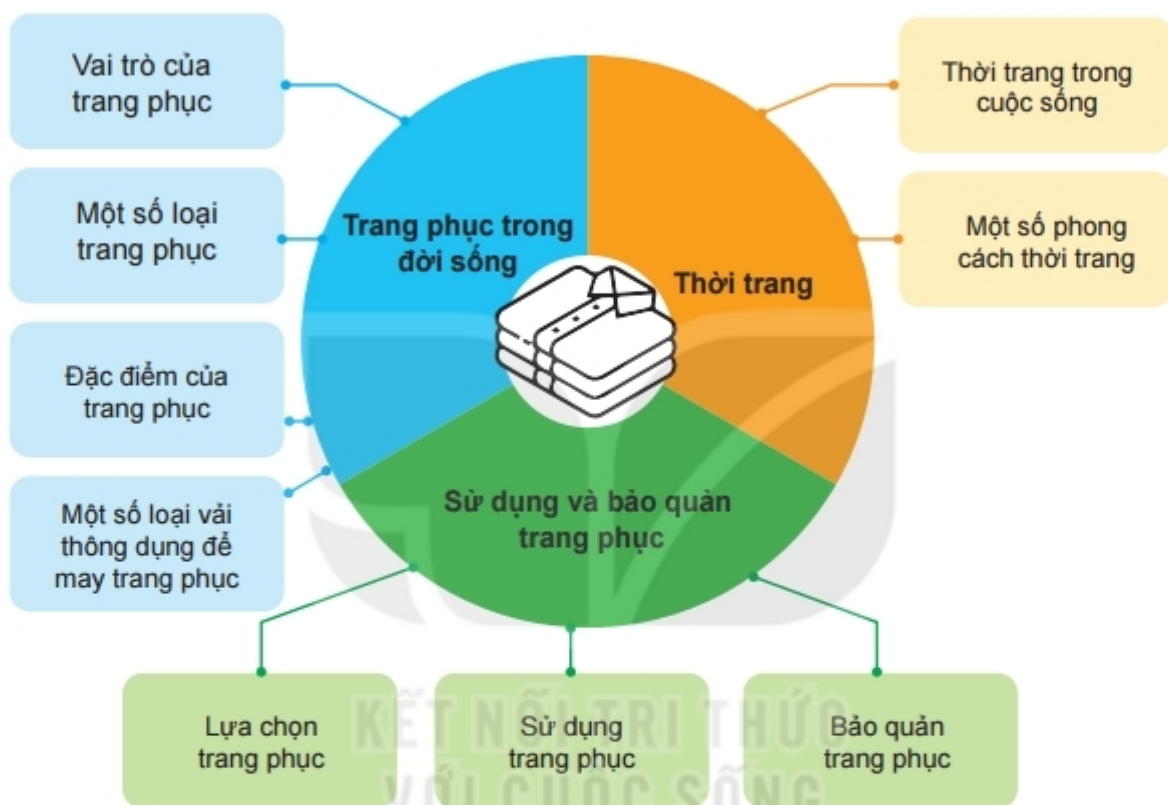 Vai trò của
trang phục
Một số loại
trang phục
Đặc điểm của
trang phục
Một số loại vải
thông dụng để
may trang phục
Trang phục trong
đời sống
Thời trang
Sử dụng và bảo quản
trang phục
Thời trang trong
cuộc sống
Một số phong
cách thời trang
Lựa chọn
trang phục
Sử dụng
trang phục
Bảo quản
trang phục
KẾT NỐI TRI THỨC
VỚI CUỘC SỐNG